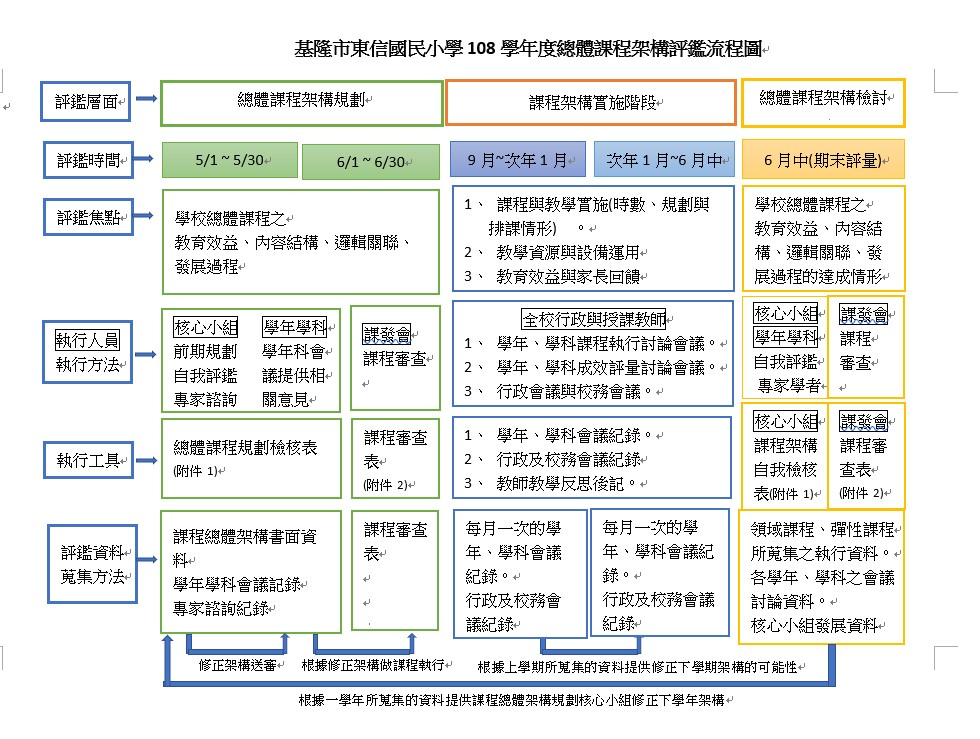 基隆市東信國民小學 108 學年度總體課程架構評鑑流程圖
評鑑層面
總體課程架構規劃
課程架構實施階段
總體課程架構檢討
評鑑時間
5/1 ~ 5/30
6/1 ~ 6/30
9 月~次年 1 月
次年 1 月~6 月中
6 月中(期末評量)
評鑑焦點
學校總體課程之
教育效益、內容結構、邏輯關聯、
發展過程
1、 課程與教學實施(時數、規劃與
排課情形) 。
2、 教學資源與設備運用
3、 教育效益與家長回饋
學校總體課程之
教育效益、內容結
構、邏輯關聯、發
展過程的達成情形
執行人員
執行方法
核心小組
前期規劃
自我評鑑
專家諮詢
學年學科
學年科會
議提供相
關意見
課發會
課程審查
全校行政與授課教師
1、 學年、學科課程執行討論會議。
2、 學年、學科成效評量討論會議。
3、 行政會議與校務會議。
核心小組
學年學科
自我評鑑
專家學者
課發會
課程
審查
執行工具
總體課程規劃檢核表
(附件 1)
課程審查
表
(附件 2)
1、 學年、學科會議紀錄。
2、 行政及校務會議紀錄
3、 教師教學反思後記。
核心小組
課程架構
自我檢核
表(附件 1)
課發會
課程審
查表
(附件 2)
評鑑資料
蒐集方法
課程總體架構書面資
料
學年學科會議記錄
專家諮詢紀錄
課程審查
表
每月一次的學
年、學科會議
紀錄。
行政及校務會
議紀錄
每月一次的學
年、學科會議紀
錄。
行政及校務會議
紀錄
領域課程、彈性課程
所蒐集之執行資料。
各學年、學科之會議
討論資料。
核心小組發展資料
修正架構送審
根據修正架構做課程執行
根據上學期所蒐集的資料提供修正下學期架構的可能性
根據一學年所蒐集的資料提供課程總體架構規劃核心小組修正下學年架構